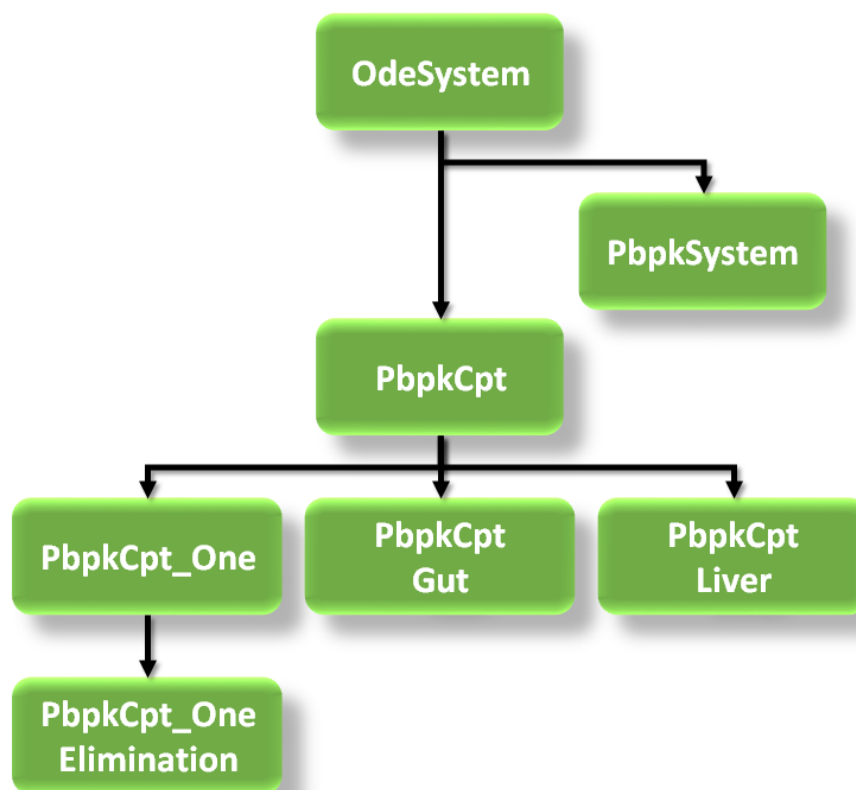 OdeSystem
PbpkSystem
PbpkCpt
PbpkCpt_One
PbpkCpt
Gut
PbpkCpt
Liver
PbpkCpt_One
Elimination